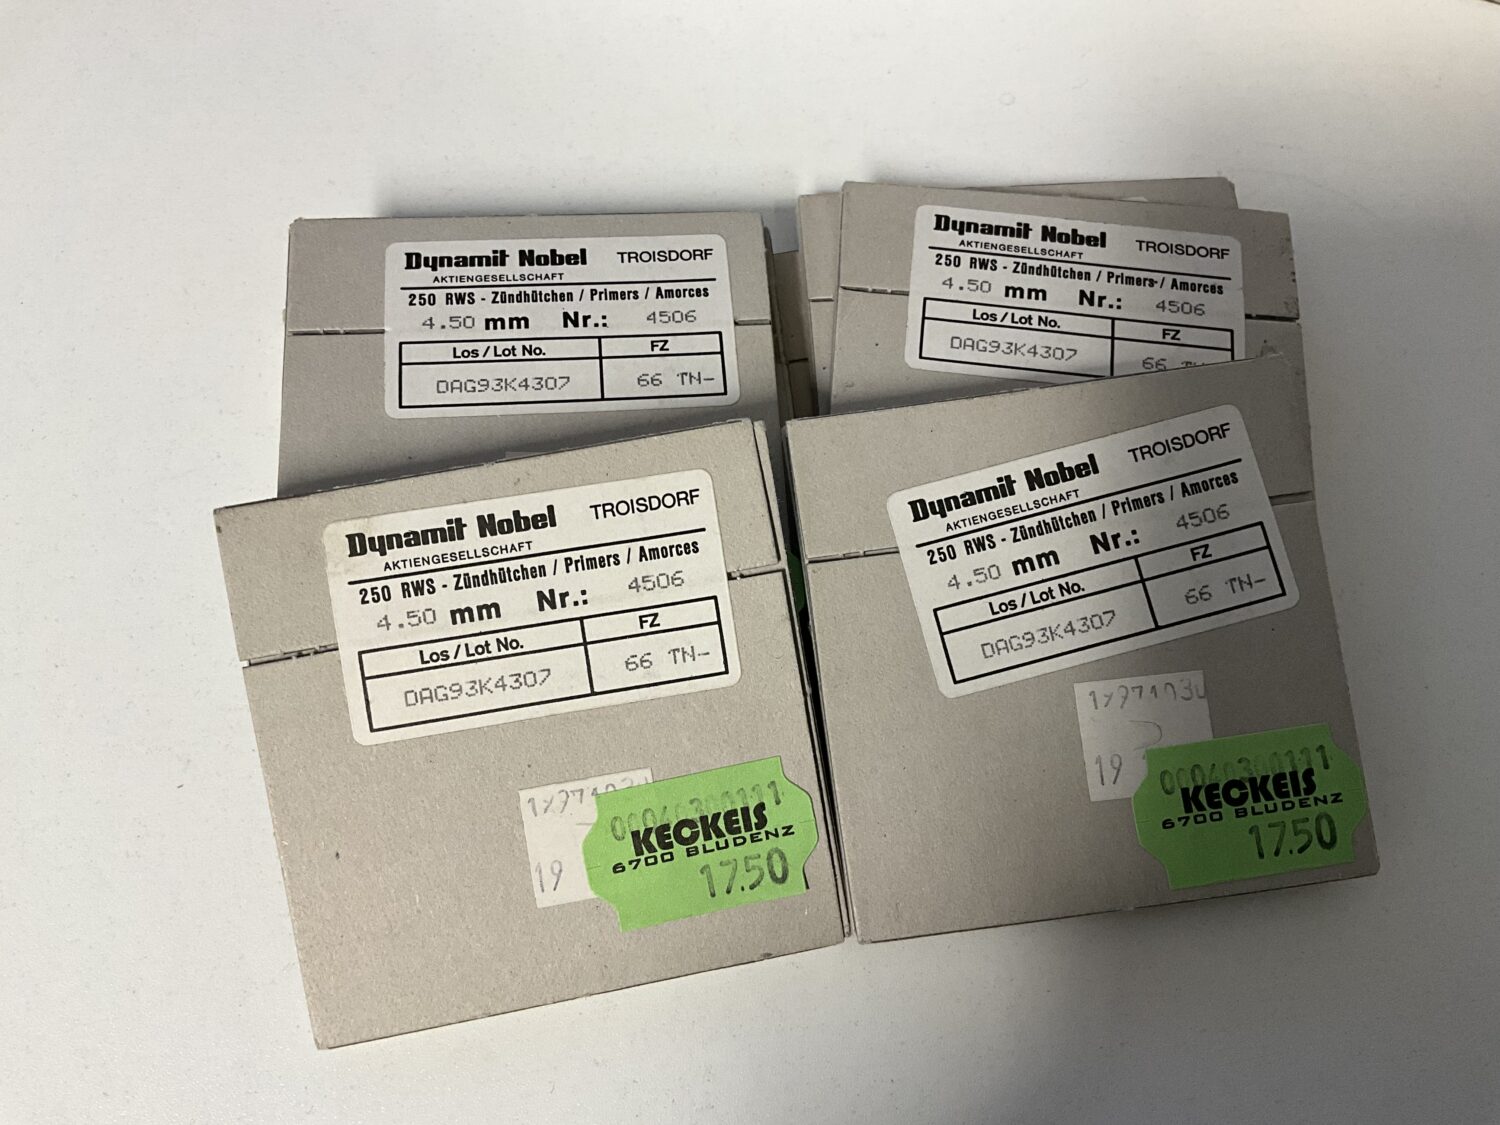 Dynamit Nobel TROISDORF
AKTIENGESELLSCHAFT
250 RWS - Zündhütchen / Primers / Amorces
4.50 mm Nr.: 4506
Los / Lot No. FZ
DAG93K4307 66 TN-
Dynamit Nobel TROISDORF
AKTIENGESELLSCHAFT
250 RWS - Zündhütchen / Primers / Amorces
4.50 mm Nr.: 4506
Los / Lot No. FZ
DAG93K4307 66
Dynamit Nobel TROISDORF
AKTIENGESELLSCHAFT
250 RWS - Zündhütchen / Primers / Amorces
4.50 mm Nr.: 4506
Los / Lot No. FZ
DAG93K4307 66 TN-
19
KECKEIS
6700 BLUDENZ
17.50
Dynamit Nobel TROISDORF
AKTIENGESELLSCHAFT
250 RWS - Zündhütchen / Primers / Amorces
4.50 mm Nr.: 4506
Los / Lot No. FZ
DAG93K4307 66 TN-
19
KECKEIS
6700 BLUDENZ
17.50